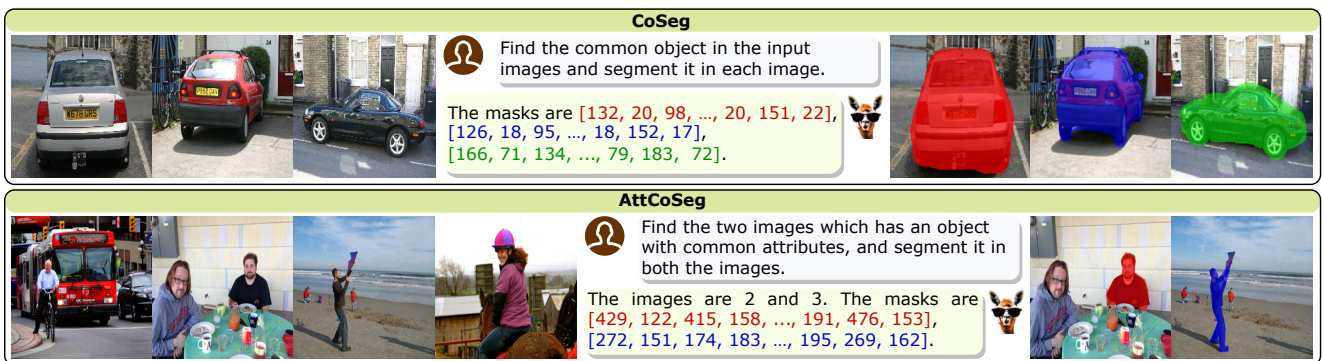 CoSeg
Find the common object in the input
images and segment it in each image.
The masks are [132, 20, 98, ..., 20, 151, 22],
[126, 18, 95, ..., 18, 152, 17],
[166, 71, 134, ..., 79, 183, 72].
AttCoSeg
Find the two images which has an object
with common attributes, and segment it in
both the images.
The images are 2 and 3. The masks are
[429, 122, 415, 158, ..., 191, 476, 153],
[272, 151, 174, 183, ..., 195, 269, 162].